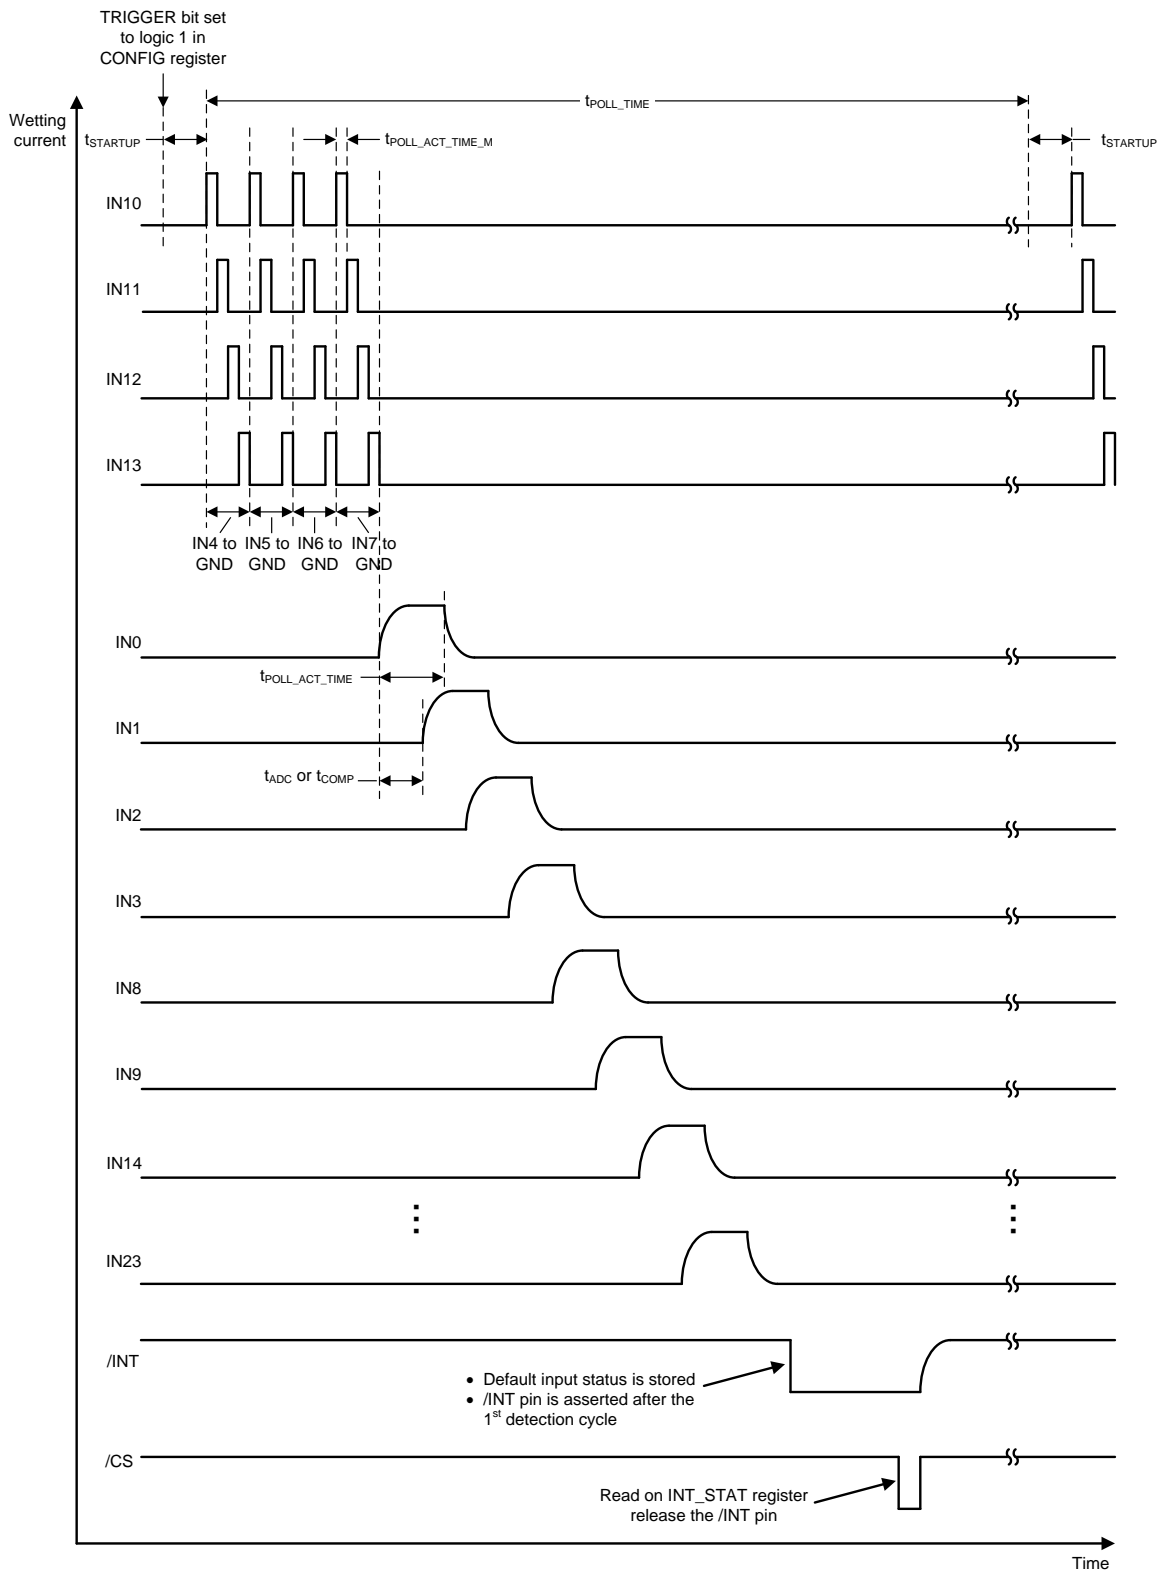 TRIGGER bit set
to logic 1 in
CONFIG register
Wetting
current
tSTARTUP
tPOLL_TIME
tPOLL_ACT_TIME_M
tSTARTUP
IN10
IN11
IN12
IN13
IN4 to
GND
IN5 to
GND
IN6 to
GND
IN7 to
GND
IN0
tPOLL_ACT_TIME
IN1
tADC or tCOMP
IN2
IN3
IN8
IN9
IN14
IN23
/INT
• Default input status is stored
• /INT pin is asserted after the
1st detection cycle
/CS
Read on INT_STAT register
release the /INT pin
Time